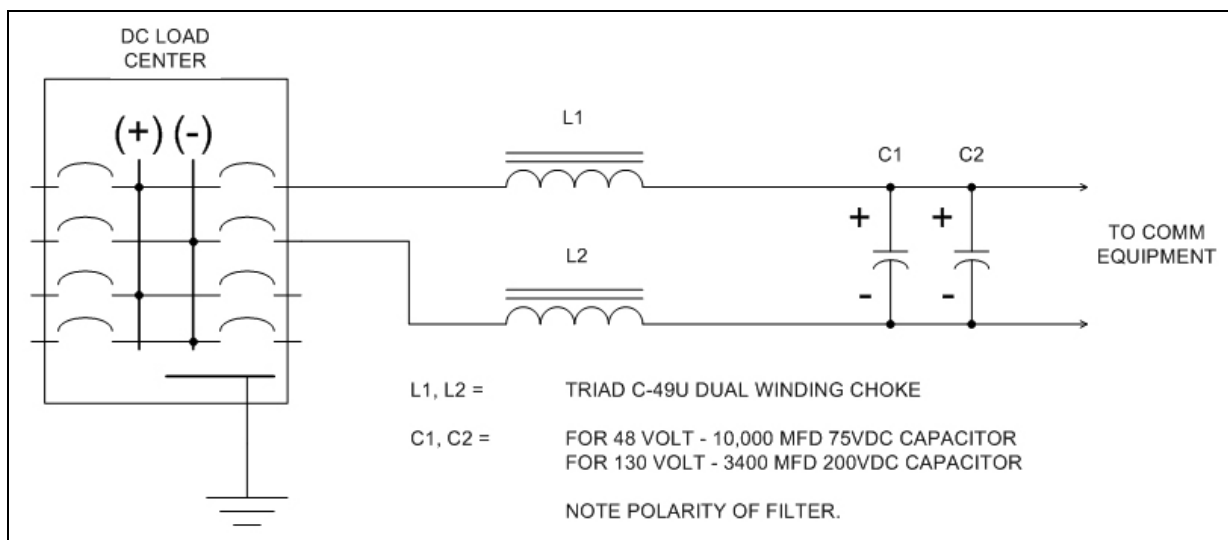 DC LOAD
CENTER
(+) (-)
L1
C1 C2
+ +
TO COMM
EQUIPMENT
L2
- -
L1, L2 = TRIAD C-49U DUAL WINDING CHOKE
C1, C2 = FOR 48 VOLT - 10,000 MFD 75VDC CAPACITOR
FOR 130 VOLT - 3400 MFD 200VDC CAPACITOR
NOTE POLARITY OF FILTER.